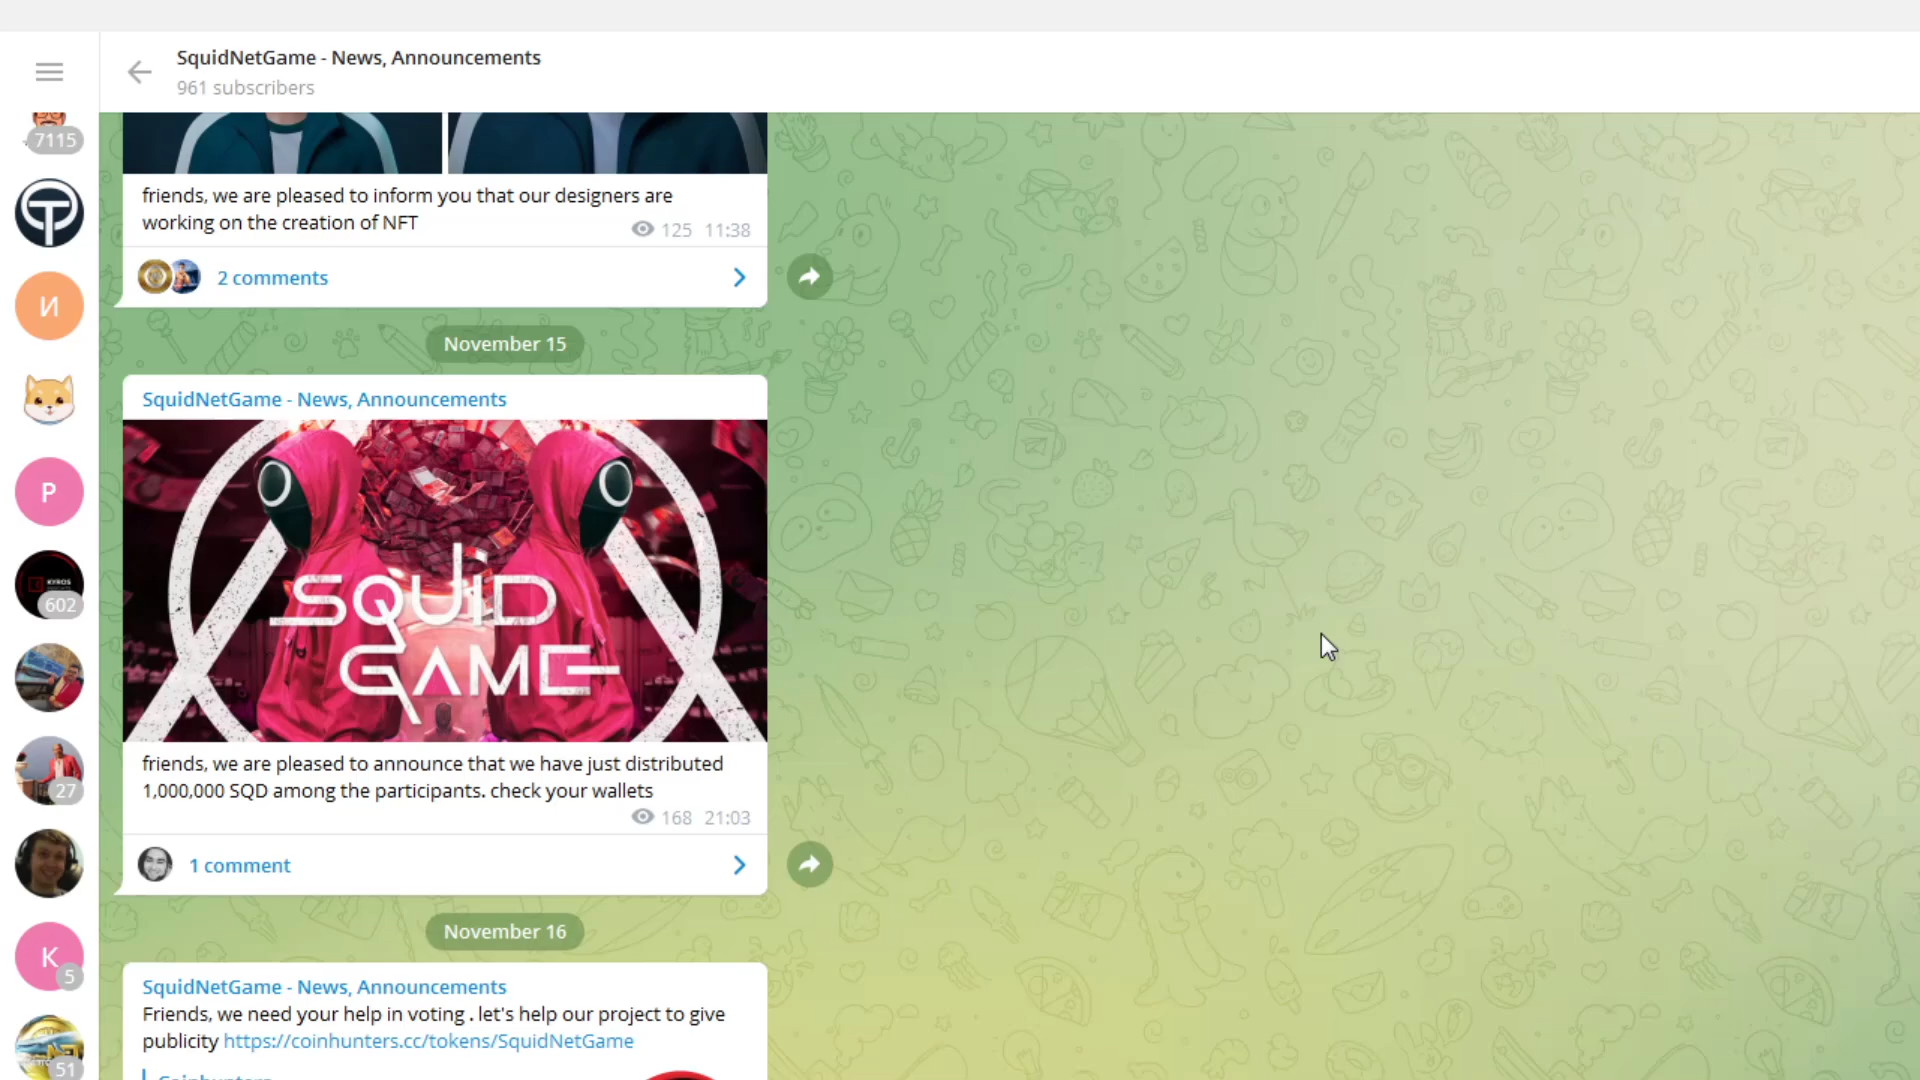 SquidNetGame - News, Announcements
961 subscribers
7115
friends, we are pleased to inform you that our designers are
working on the creation of NFT
125 11:38
2 comments
И
November 15
SquidNetGame - News, Announcements
P
SQUID
GAME
KYROS
602
27
friends, we are pleased to announce that we have just distributed
1,000,000 SQD among the participants. check your wallets
168 21:03
1 comment
November 16
K
5
SquidNetGame - News, Announcements
Friends, we need your help in voting . let's help our project to give
publicity https://coinhunters.cc/tokens/SquidNetGame
51
Coinhunters